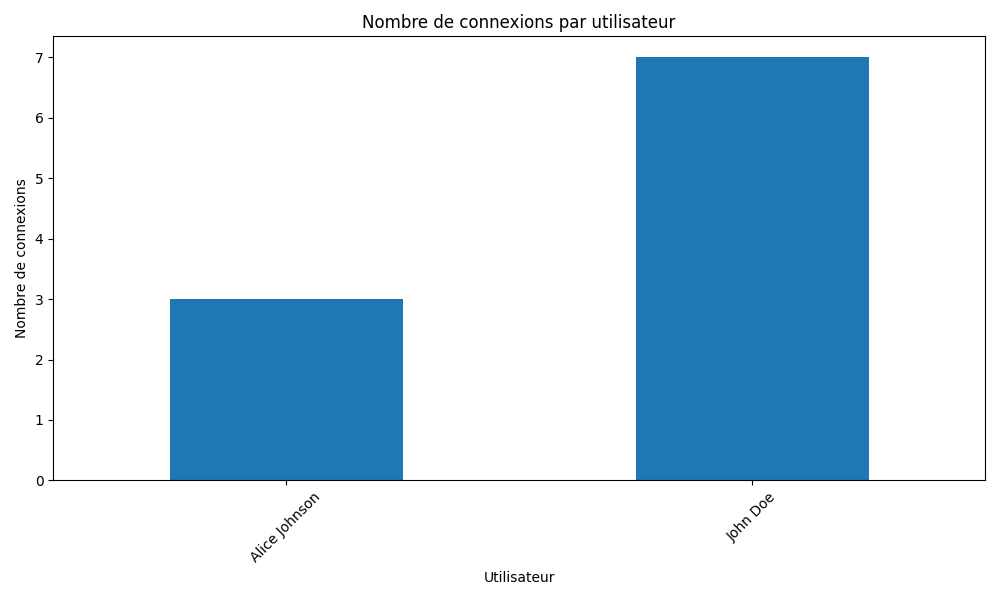 Nombre de connexions par utilisateur
Nombre de connexions
7
6
5
4
3
2
1
0
Alice Johnson
John Doe
Utilisateur